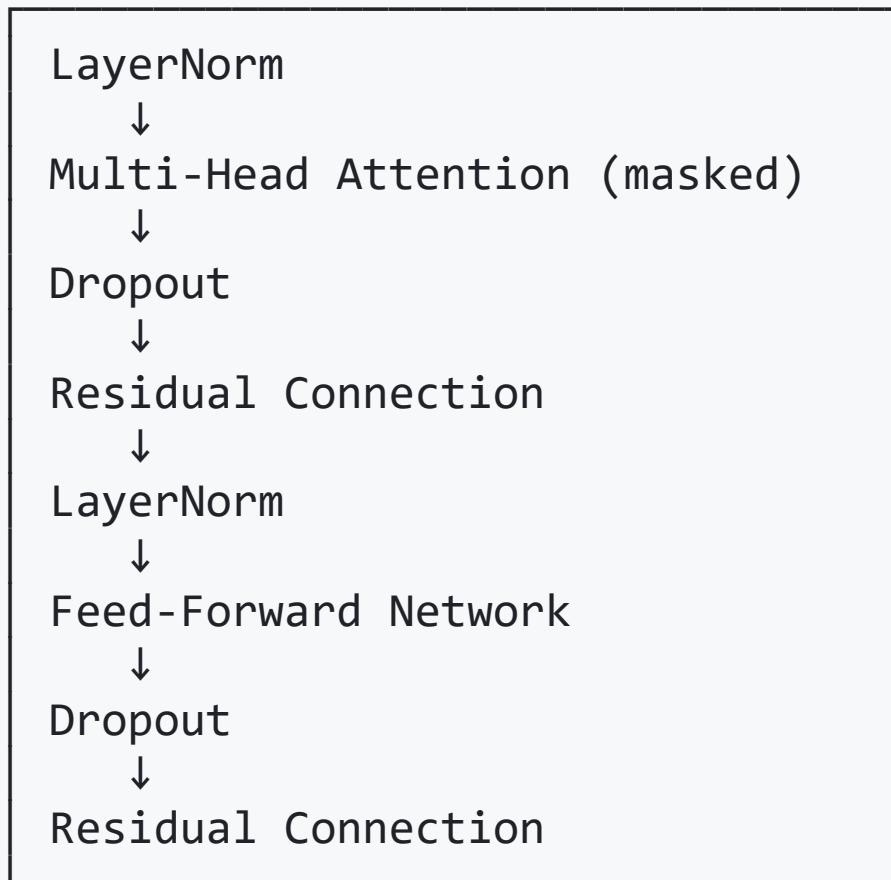 LayerNorm
↓
Multi-Head Attention (masked)
↓
Dropout
↓
Residual Connection
↓
LayerNorm
↓
Feed-Forward Network
↓
Dropout
↓
Residual Connection